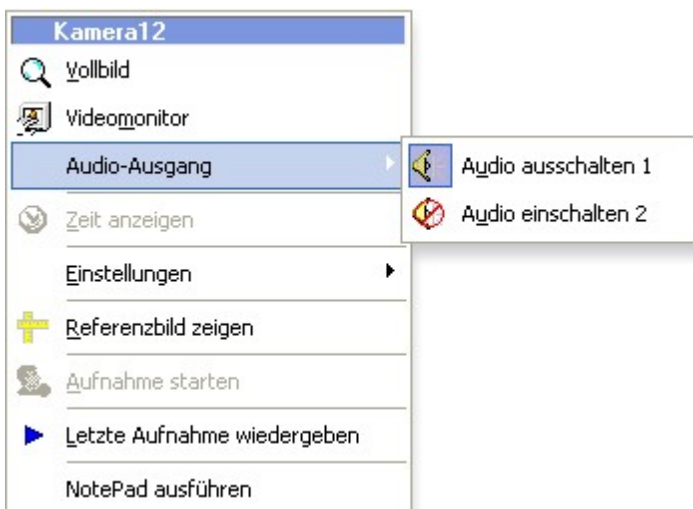 Kamera12
Vollbild
Videomonitor
Audio-Ausgang
Audio ausschalten 1
Audio einschalten 2
Zeit anzeigen
Einstellungen
Referenzbild zeigen
Aufnahme starten
Letzte Aufnahme wiedergeben
NotePad ausführen